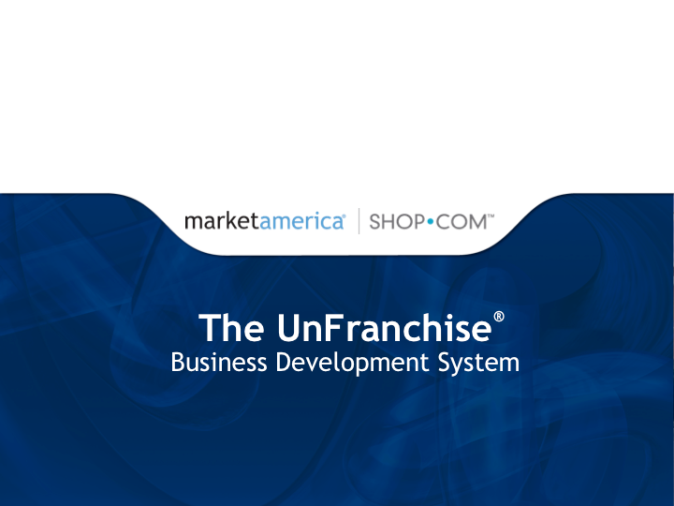 marketamerica® | SHOP•COM™
The UnFranchise®
Business Development System